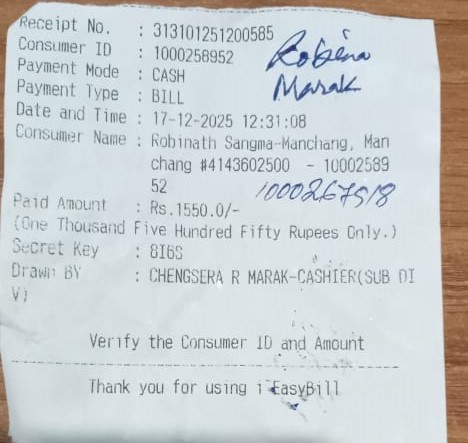 Receipt No. : 313101251200585
Consumer ID : 1000258952
Robina
Marak
Payment Mode : CASH
Payment Type : BILL
Date and Time : 17-12-2025 12:31:08
Consumer Name : Robinath Sangma-Manchang, Man
chang #4143602500 - 10002589
52
1000267918
Paid Amount : Rs.1550.0/-
(One Thousand Five Hundred Fifty Rupees Only.)
Secret Key : 8I6S
Drawn BY : CHENGSERA R MARAK-CASHIER(SUB DI
V)
Verify the Consumer ID and Amount
Thank you for using i EasyBill